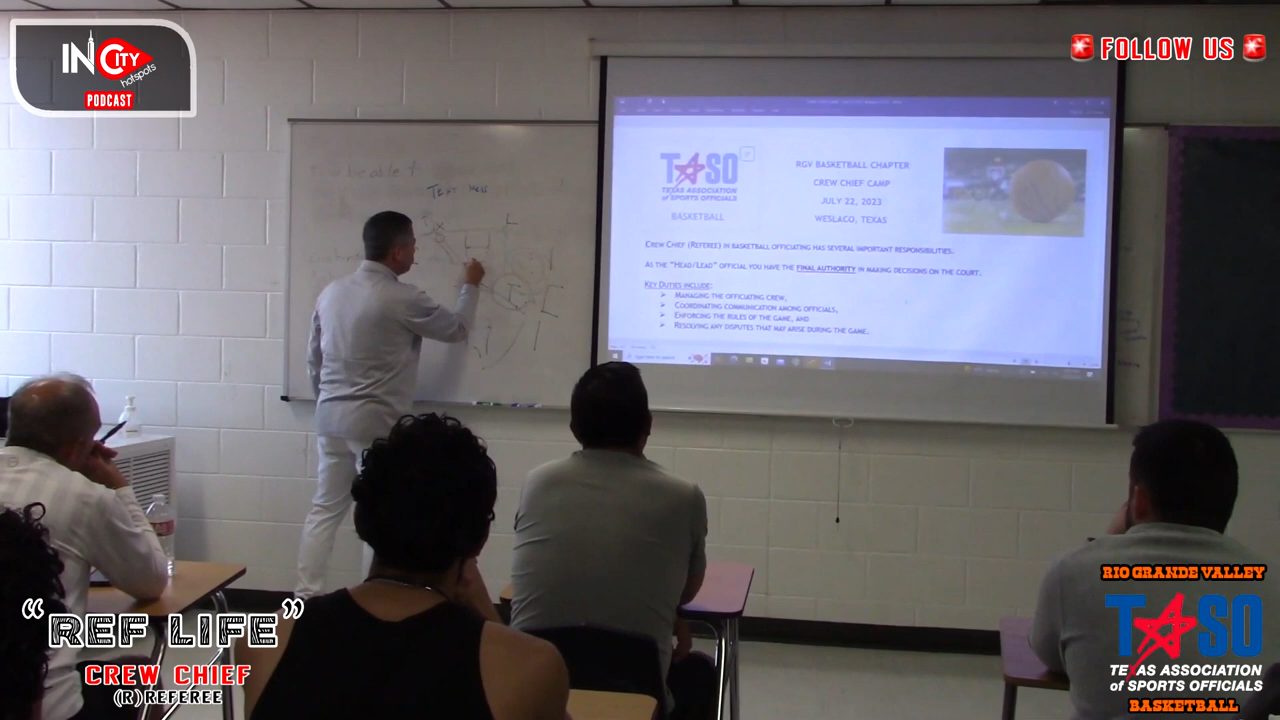 IN CITY
hotspots
PODCAST
FOLLOW US
be able t
TASO
TEXAS ASSOCIATION
of SPORTS OFFICIALS
BASKETBALL
RGV BASKETBALL CHAPTER
CREW CHIEF CAMP
JULY 22, 2023
WESLACO, TEXAS
CREW CHIEF (REFEREE) IN BASKETBALL OFFICIATING HAS SEVERAL IMPORTANT RESPONSIBILITIES.
AS THE "HEAD/LEAD" OFFICIAL YOU HAVE THE FINAL AUTHORITY IN MAKING DECISIONS ON THE COURT.
KEY DUTIES INCLUDE:
➢ MANAGING THE OFFICIATING CREW,
➢ COORDINATING COMMUNICATION AMONG OFFICIALS,
➢ ENFORCING THE RULES OF THE GAME, AND
➢ RESOLVING ANY DISPUTES THAT MAY ARISE DURING THE GAME.
“REF LIFE”
CREW CHIEF
(R)REFEREE
RIO GRANDE VALLEY
TASO
TEXAS ASSOCIATION
of SPORTS OFFICIALS
BASKETBALL